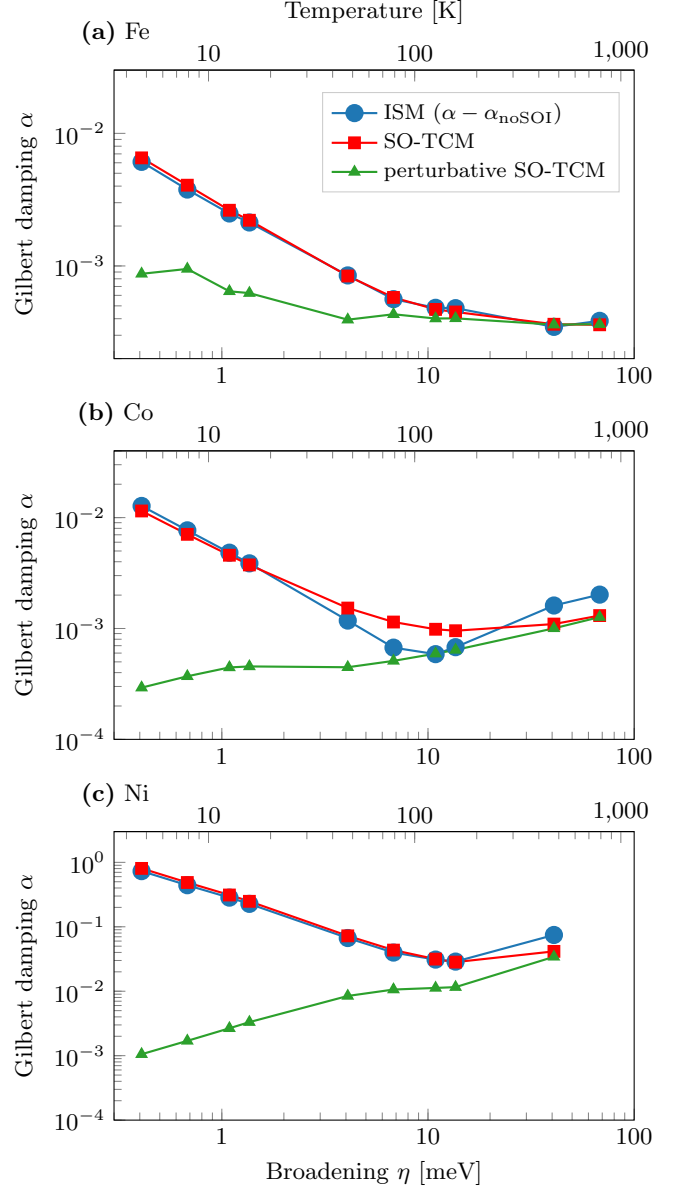 Temperature [K]
(a) Fe
10 100 1,000
10⁻²
10⁻³
Gilbert damping α
ISM (α − α_noSOI)
SO-TCM
perturbative SO-TCM
1 10 100
(b) Co
10 100 1,000
10⁻²
10⁻³
10⁻⁴
Gilbert damping α
1 10 100
(c) Ni
10 100 1,000
10⁰
10⁻¹
10⁻²
10⁻³
10⁻⁴
Gilbert damping α
1 10 100
Broadening η [meV]